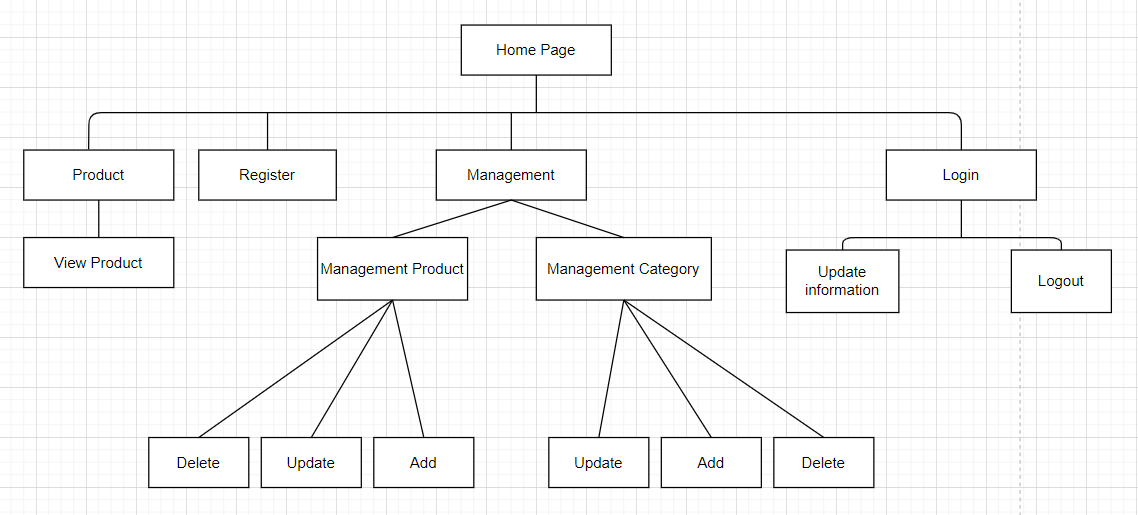 Home Page
Product
Register
Management
Login
View Product
Management Product
Management Category
Update
information
Logout
Delete
Update
Add
Update
Add
Delete